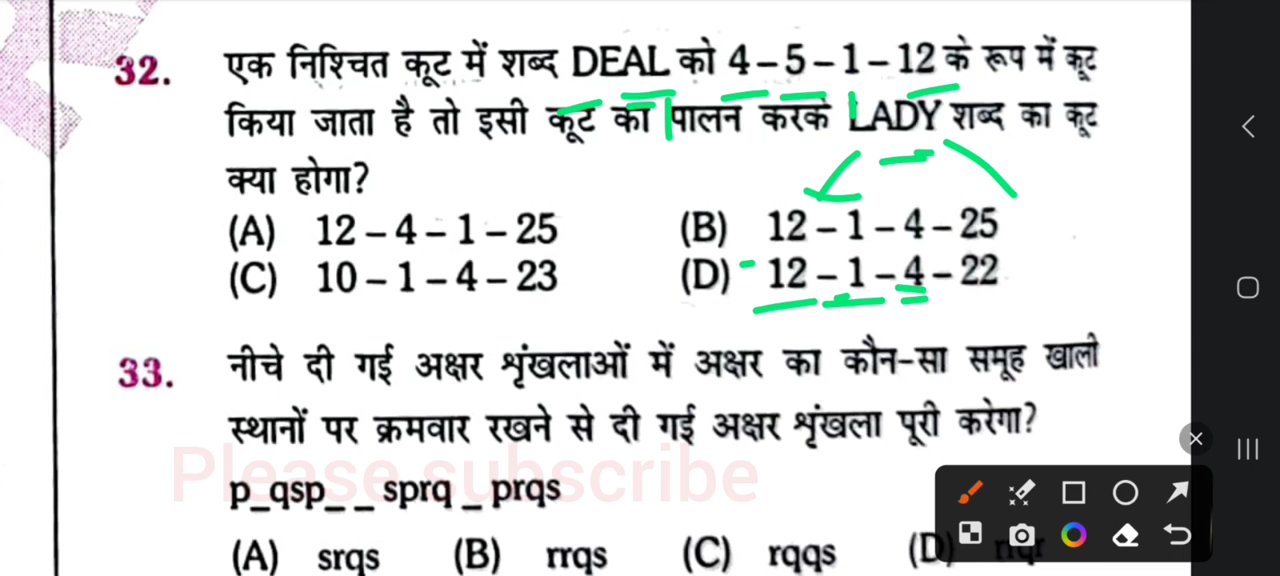 32. एक निश्चित कूट में शब्द DEAL को 4 – 5 – 1 – 12 के रूप में कूट
किया जाता है तो इसी कूट का पालन करके LADY शब्द का कूट
क्या होगा?
(A) 12 – 4 – 1 – 25 (B) 12 – 1 – 4 – 25
(C) 10 – 1 – 4 – 23 (D) 12 – 1 – 4 – 22
33. नीचे दी गई अक्षर शृंखलाओं में अक्षर का कौन-सा समूह खाली
स्थानों पर क्रमवार रखने से दी गई अक्षर शृंखला पूरी करेगा?
Please subscribe
p_qsp_ _ sprq _ prqs
(A) srqs (B) rrqs (C) rqqs (D)